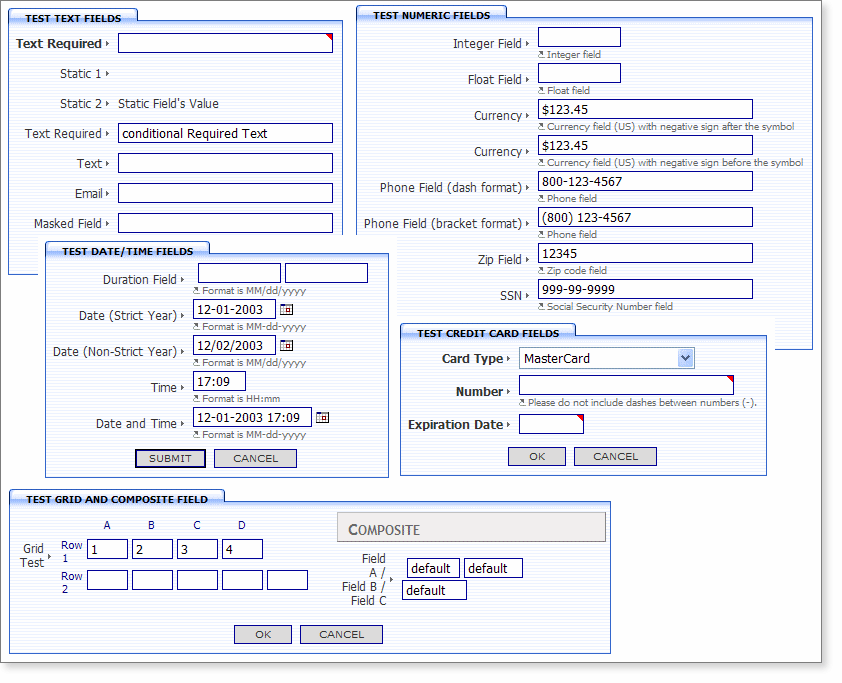 TEST TEXT FIELDS
Text Required
Static 1
Static 2 Static Field's Value
Text Required conditional Required Text
Text
Email
Masked Field
TEST NUMERIC FIELDS
Integer Field
Integer field
Float Field
Float field
Currency $123.45
Currency field (US) with negative sign after the symbol
Currency $123.45
Currency field (US) with negative sign before the symbol
Phone Field (dash format) 800-123-4567
Phone field
Phone Field (bracket format) (800) 123-4567
Phone field
Zip Field 12345
Zip code field
SSN 999-99-9999
Social Security Number field
TEST DATE/TIME FIELDS
Duration Field
Format is MM/dd/yyyy
Date (Strict Year) 12-01-2003
Format is MM-dd-yyyy
Date (Non-Strict Year) 12/02/2003
Format is MM/dd/yyyy
Time 17:09
Format is HH:mm
Date and Time 12-01-2003 17:09
Format is MM-dd-yyyy
SUBMIT CANCEL
TEST CREDIT CARD FIELDS
Card Type MasterCard
Number
Please do not include dashes between numbers (-).
Expiration Date
OK CANCEL
TEST GRID AND COMPOSITE FIELD
A B C D
Grid Test
Row 1 1 2 3 4
Row 2
COMPOSITE
Field A / Field B / Field C
default default
default
OK CANCEL